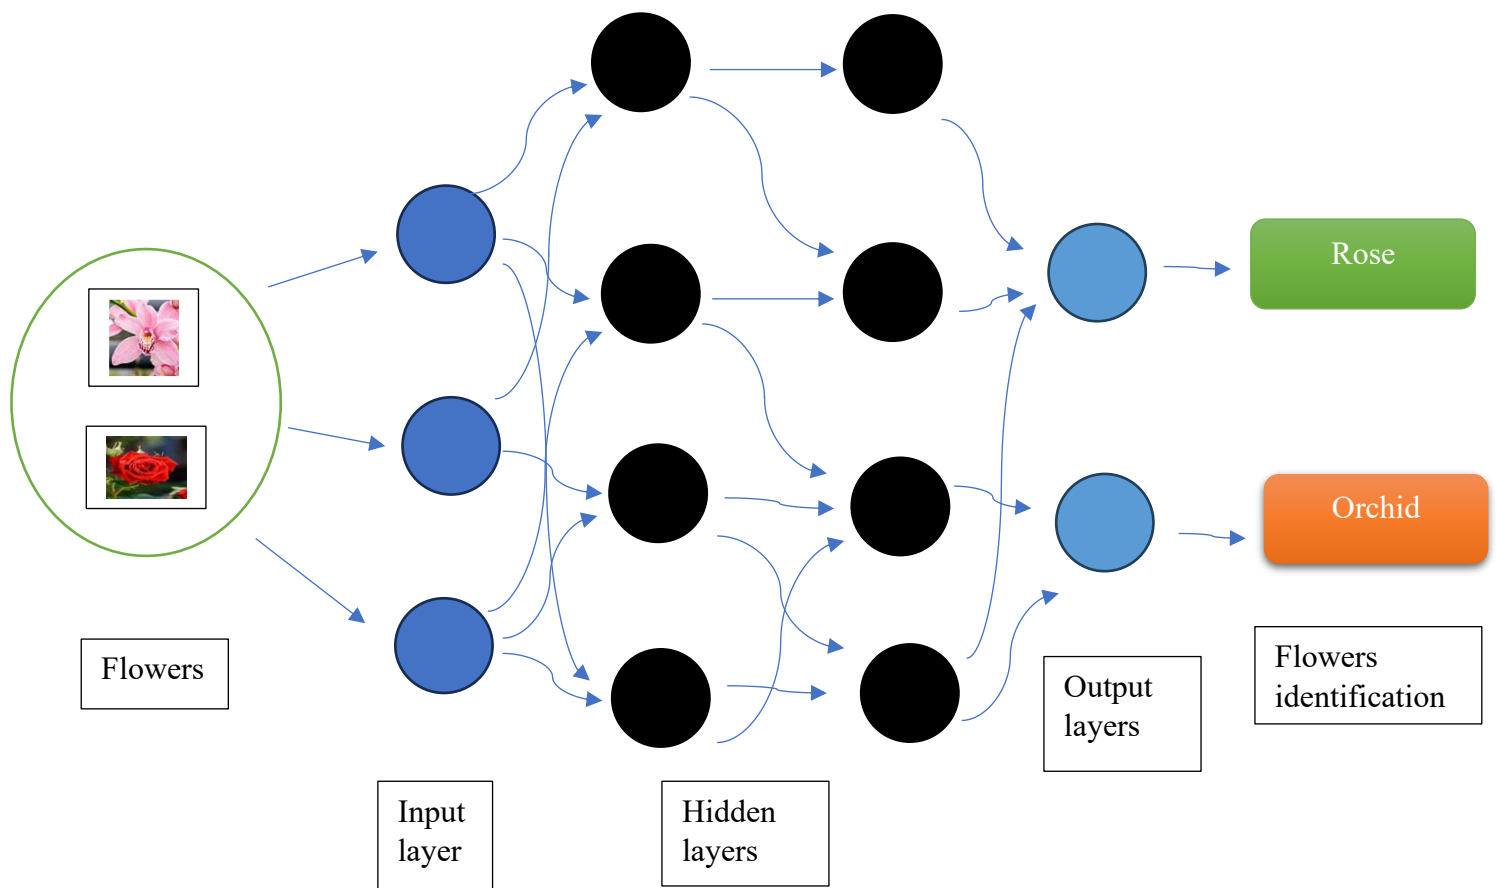 Rose
Orchid
Flowers
Flowers
identification
Output
layers
Input
layer
Hidden
layers